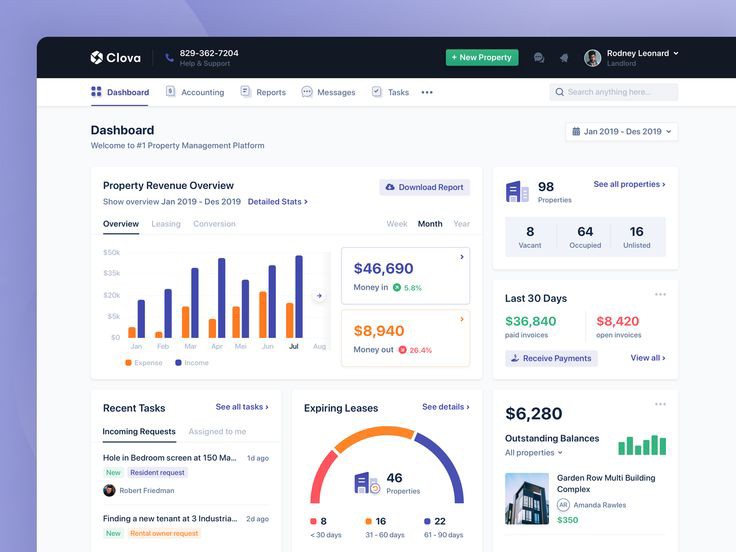 Clova
829-362-7204
Help & Support
+ New Property
Rodney Leonard
Landlord
Dashboard
Accounting
Reports
Messages
Tasks
Search anything here...
Dashboard
Welcome to #1 Property Management Platform
Jan 2019 - Des 2019
Property Revenue Overview
Show overview Jan 2019 - Des 2019 Detailed Stats
Download Report
Overview Leasing Conversion
Week Month Year
$50k
$35k
$20k
$5k
$0
Jan Feb Mar Apr Mei Jun Jul Aug
Expense Income
$46,690
Money in 5.8%
$8,940
Money out 26.4%
98
Properties
See all properties
8 64 16
Vacant Occupied Unlisted
Last 30 Days
$36,840 $8,420
paid invoices open invoices
Receive Payments
View all
Recent Tasks
See all tasks
Incoming Requests Assigned to me
Hole in Bedroom screen at 150 Ma... 1d ago
New Resident request
Robert Friedman
Finding a new tenant at 3 Industria... 2d ago
New Rental owner request
Expiring Leases
See details
46
Properties
8 16 22
< 30 days 31 - 60 days 61 - 90 days
$6,280
Outstanding Balances
All properties
Garden Row Multi Building
Complex
AR Amanda Rawles
$350